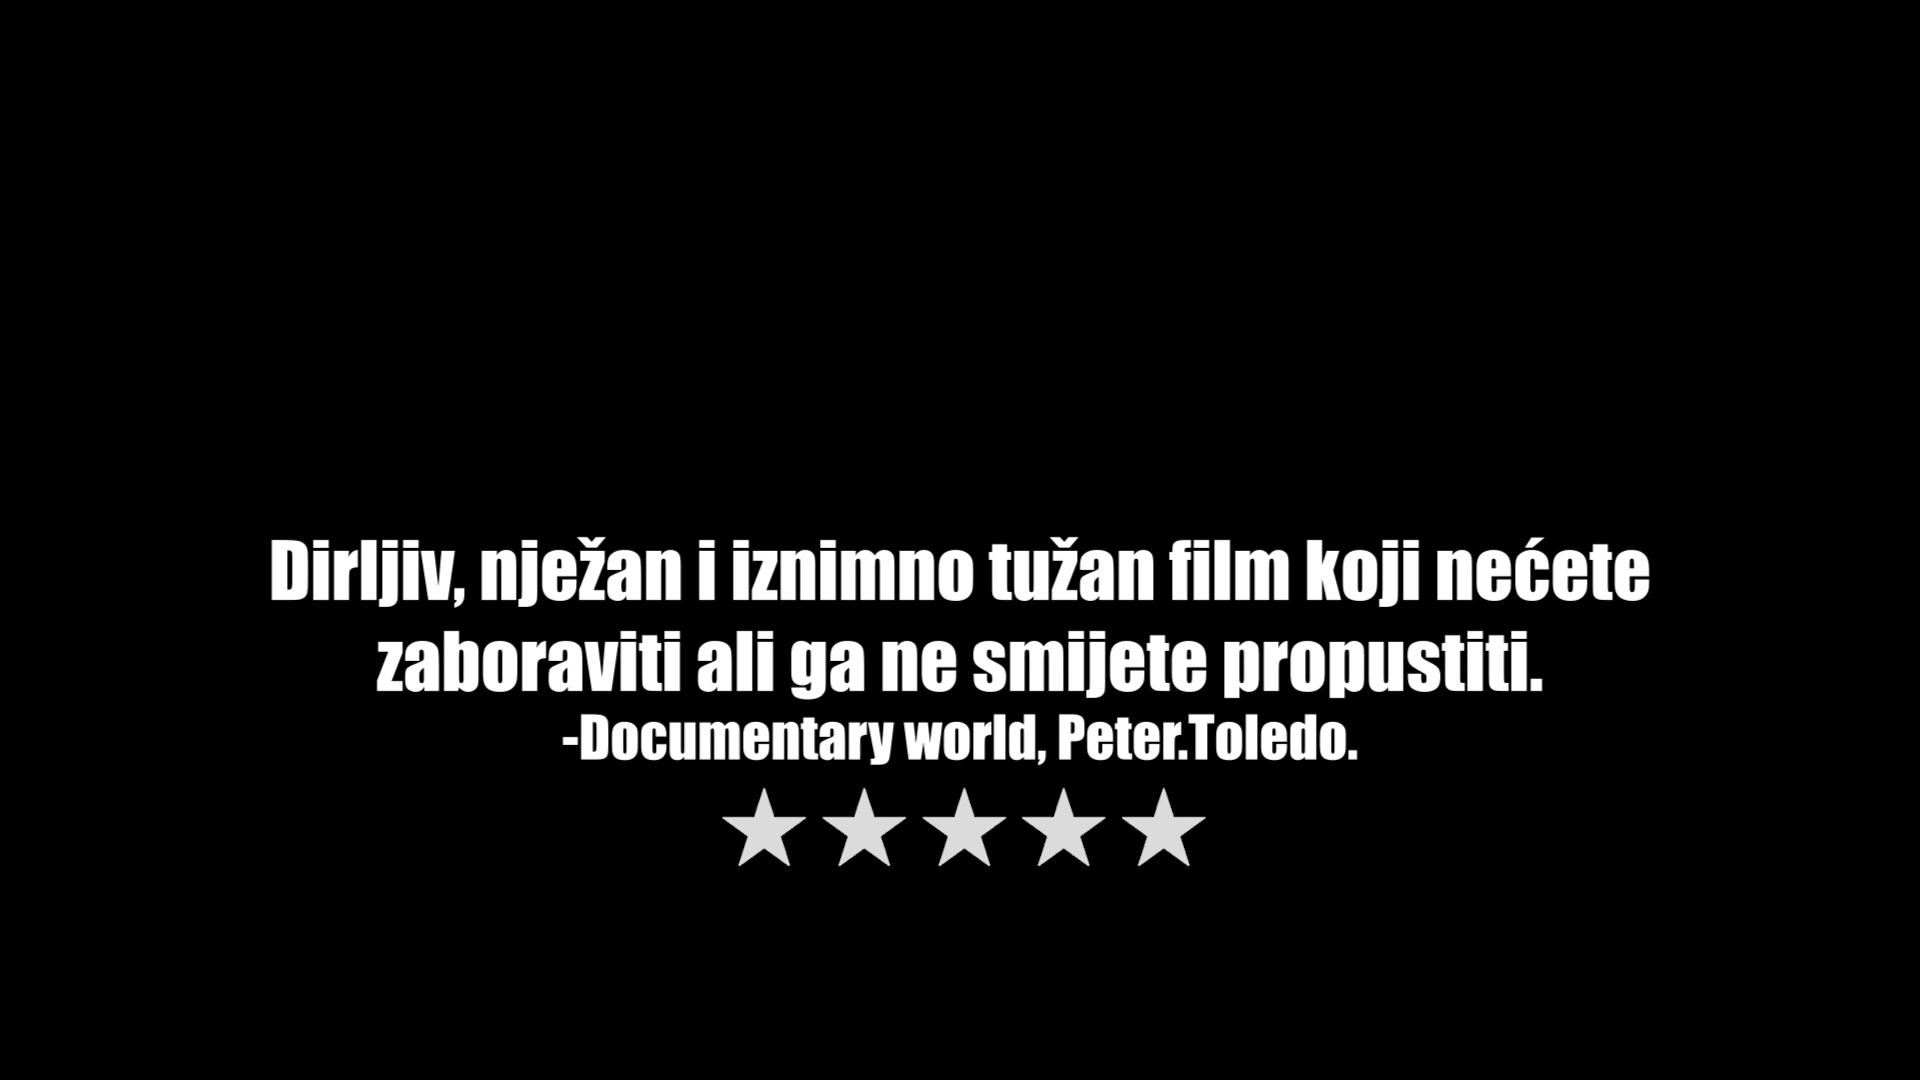 Dirljiv, nježan i iznimno tužan film koji nećete
zaboraviti ali ga ne smijete propustiti.
-Documentary world, Peter.Toledo.